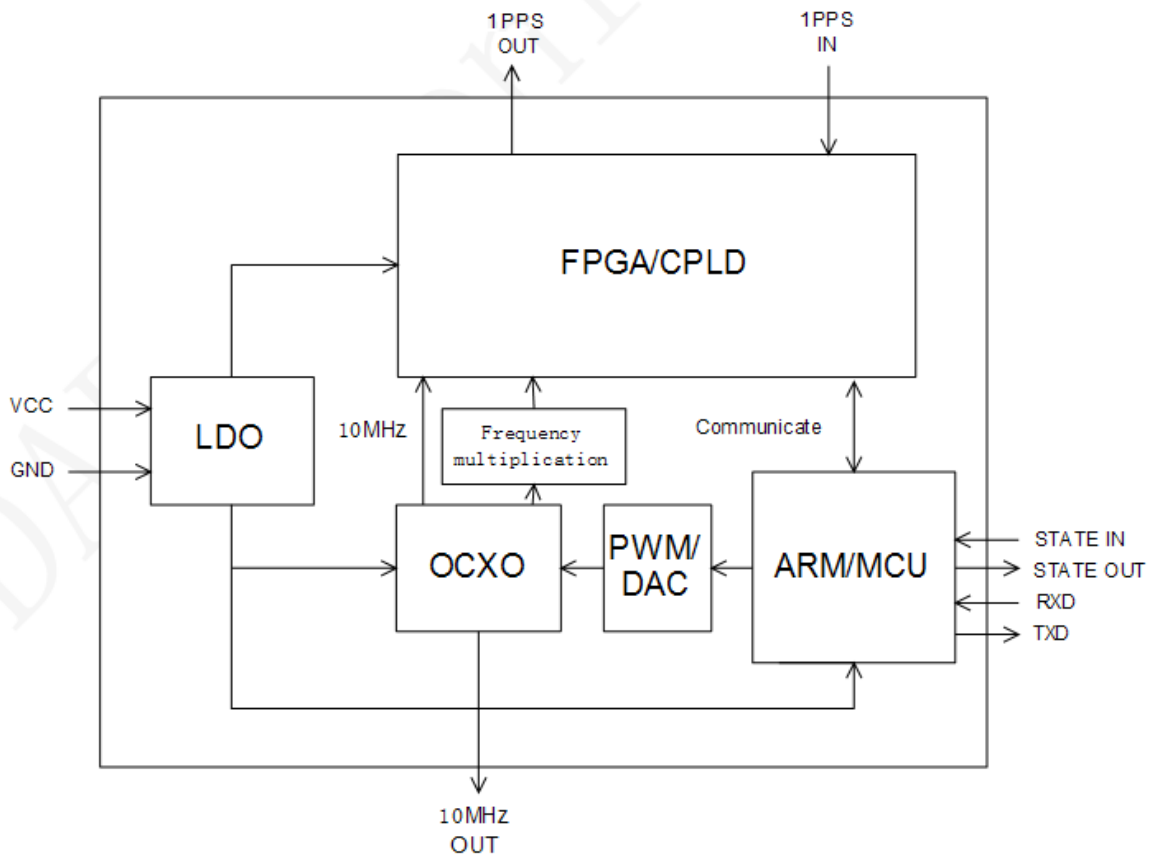 1PPS
OUT
1PPS
IN
FPGA/CPLD
VCC
GND
LDO
10MHz
Frequency
multiplication
Communicate
OCXO
PWM/
DAC
ARM/MCU
STATE IN
STATE OUT
RXD
TXD
10MHz
OUT